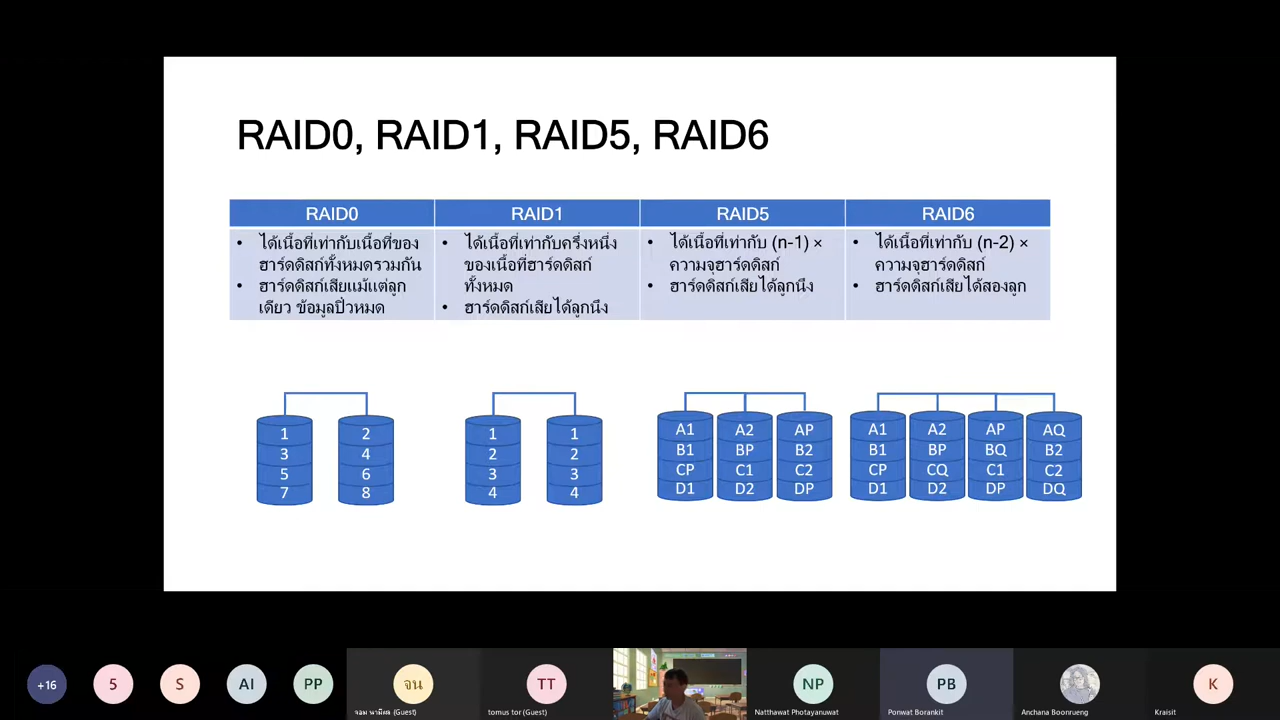 RAID0, RAID1, RAID5, RAID6
RAID0
• ได้เนื้อที่เท่ากับเนื้อที่ของ
ฮาร์ดดิสก์ทั้งหมดรวมกัน
• ฮาร์ดดิสก์เสียแม้แต่ลูก
เดียว ข้อมูลปิ๋วหมด
RAID1
• ได้เนื้อที่เท่ากับครึ่งหนึ่ง
ของเนื้อที่ฮาร์ดดิสก์
ทั้งหมด
• ฮาร์ดดิสก์เสียได้ลูกนึง
RAID5
• ได้เนื้อที่เท่ากับ (n-1) ×
ความจุฮาร์ดดิสก์
• ฮาร์ดดิสก์เสียได้ลูกนึง
RAID6
• ได้เนื้อที่เท่ากับ (n-2) ×
ความจุฮาร์ดดิสก์
• ฮาร์ดดิสก์เสียได้สองลูก
1 2
3 4
5 6
7 8
1 1
2 2
3 3
4 4
A1 A2 AP
B1 BP B2
CP C1 C2
D1 D2 DP
A1 A2 AP AQ
B1 BP BQ B2
CP CQ C1 C2
D1 D2 DP DQ
+16
5
S
AI
PP
จน
TT
tomus tor (Guest)
NP
Natthawat Photayanuwat
PB
Ponwat Borankit
Anchana Boonrueng
K
Kraisit